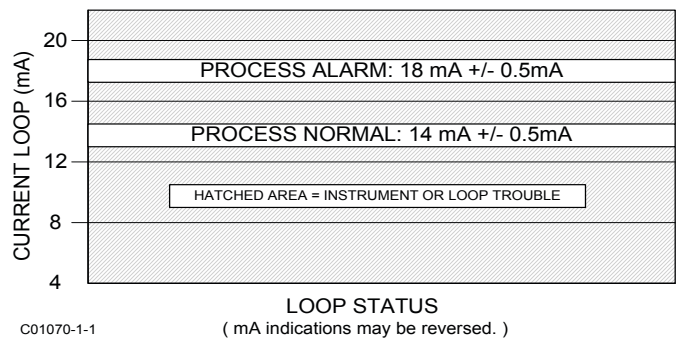 CURRENT LOOP (mA)
20
PROCESS ALARM: 18 mA +/- 0.5mA
16
PROCESS NORMAL: 14 mA +/- 0.5mA
12
HATCHED AREA = INSTRUMENT OR LOOP TROUBLE
8
4
LOOP STATUS
C01070-1-1
( mA indications may be reversed. )